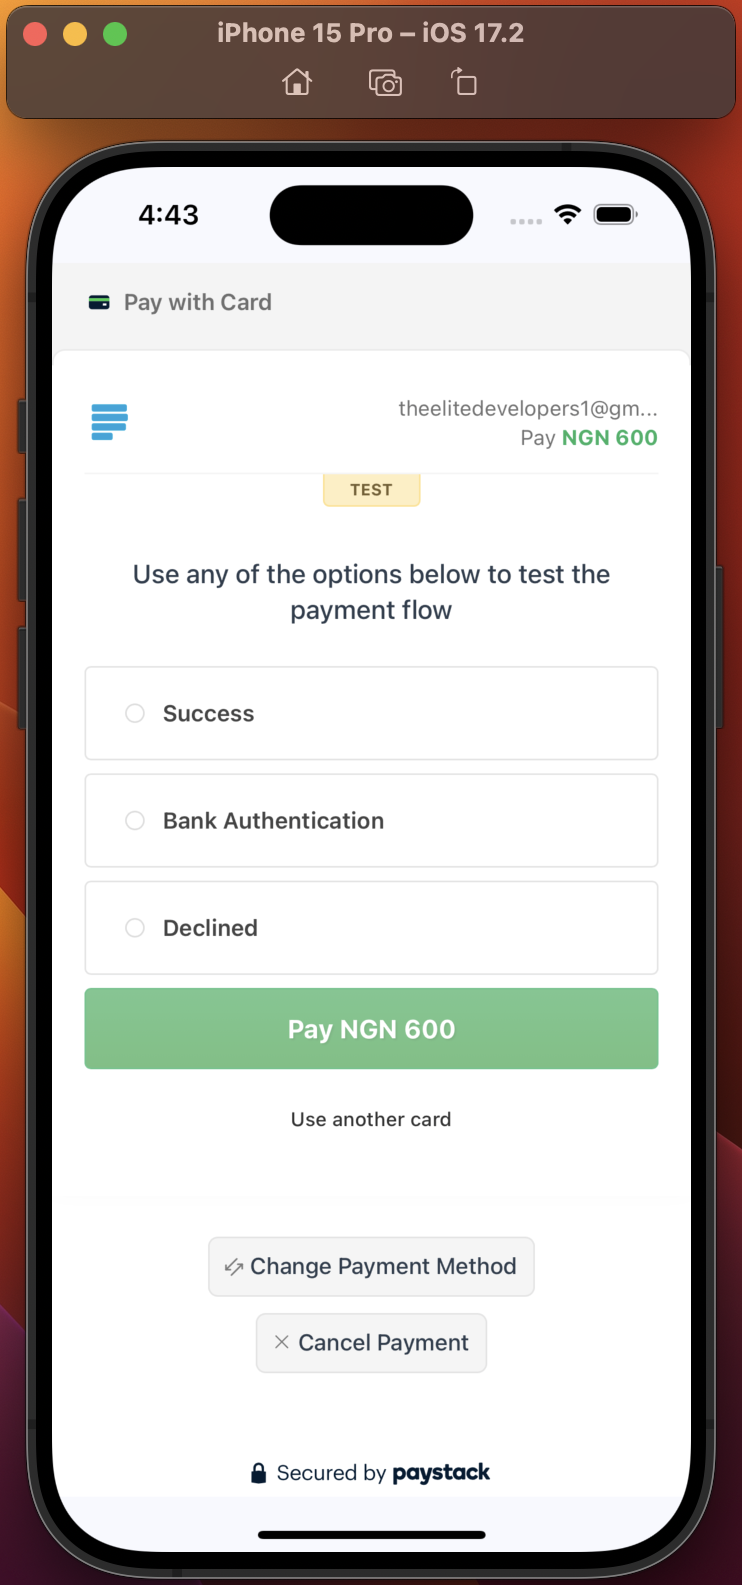 iPhone 15 Pro – iOS 17.2
4:43
Pay with Card
theelitedevelopers1@gm...
Pay NGN 600
TEST
Use any of the options below to test the
payment flow
Success
Bank Authentication
Declined
Pay NGN 600
Use another card
Change Payment Method
Cancel Payment
Secured by paystack